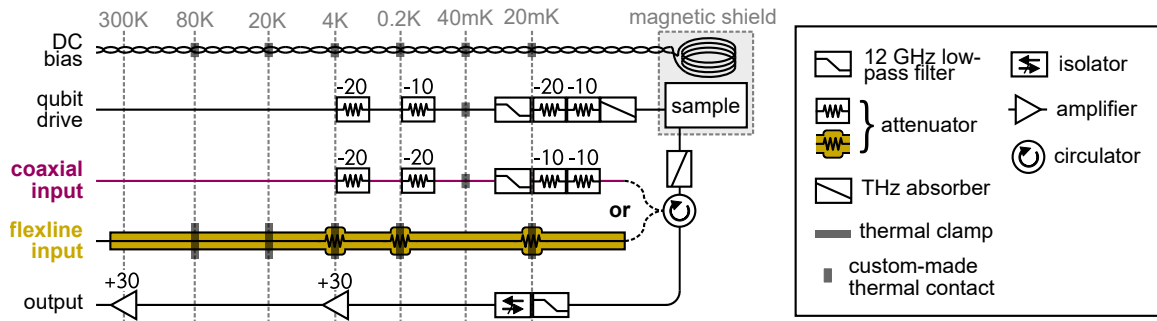 300K 80K 20K 4K 0.2K 40mK 20mK magnetic shield
DC
bias
qubit
drive
-20 -10 -20 -10
sample
coaxial
input
-20 -20 -10 -10
or
flexline
input
output
+30 +30
12 GHz low-
pass filter
attenuator
THz absorber
thermal clamp
custom-made
thermal contact
isolator
amplifier
circulator